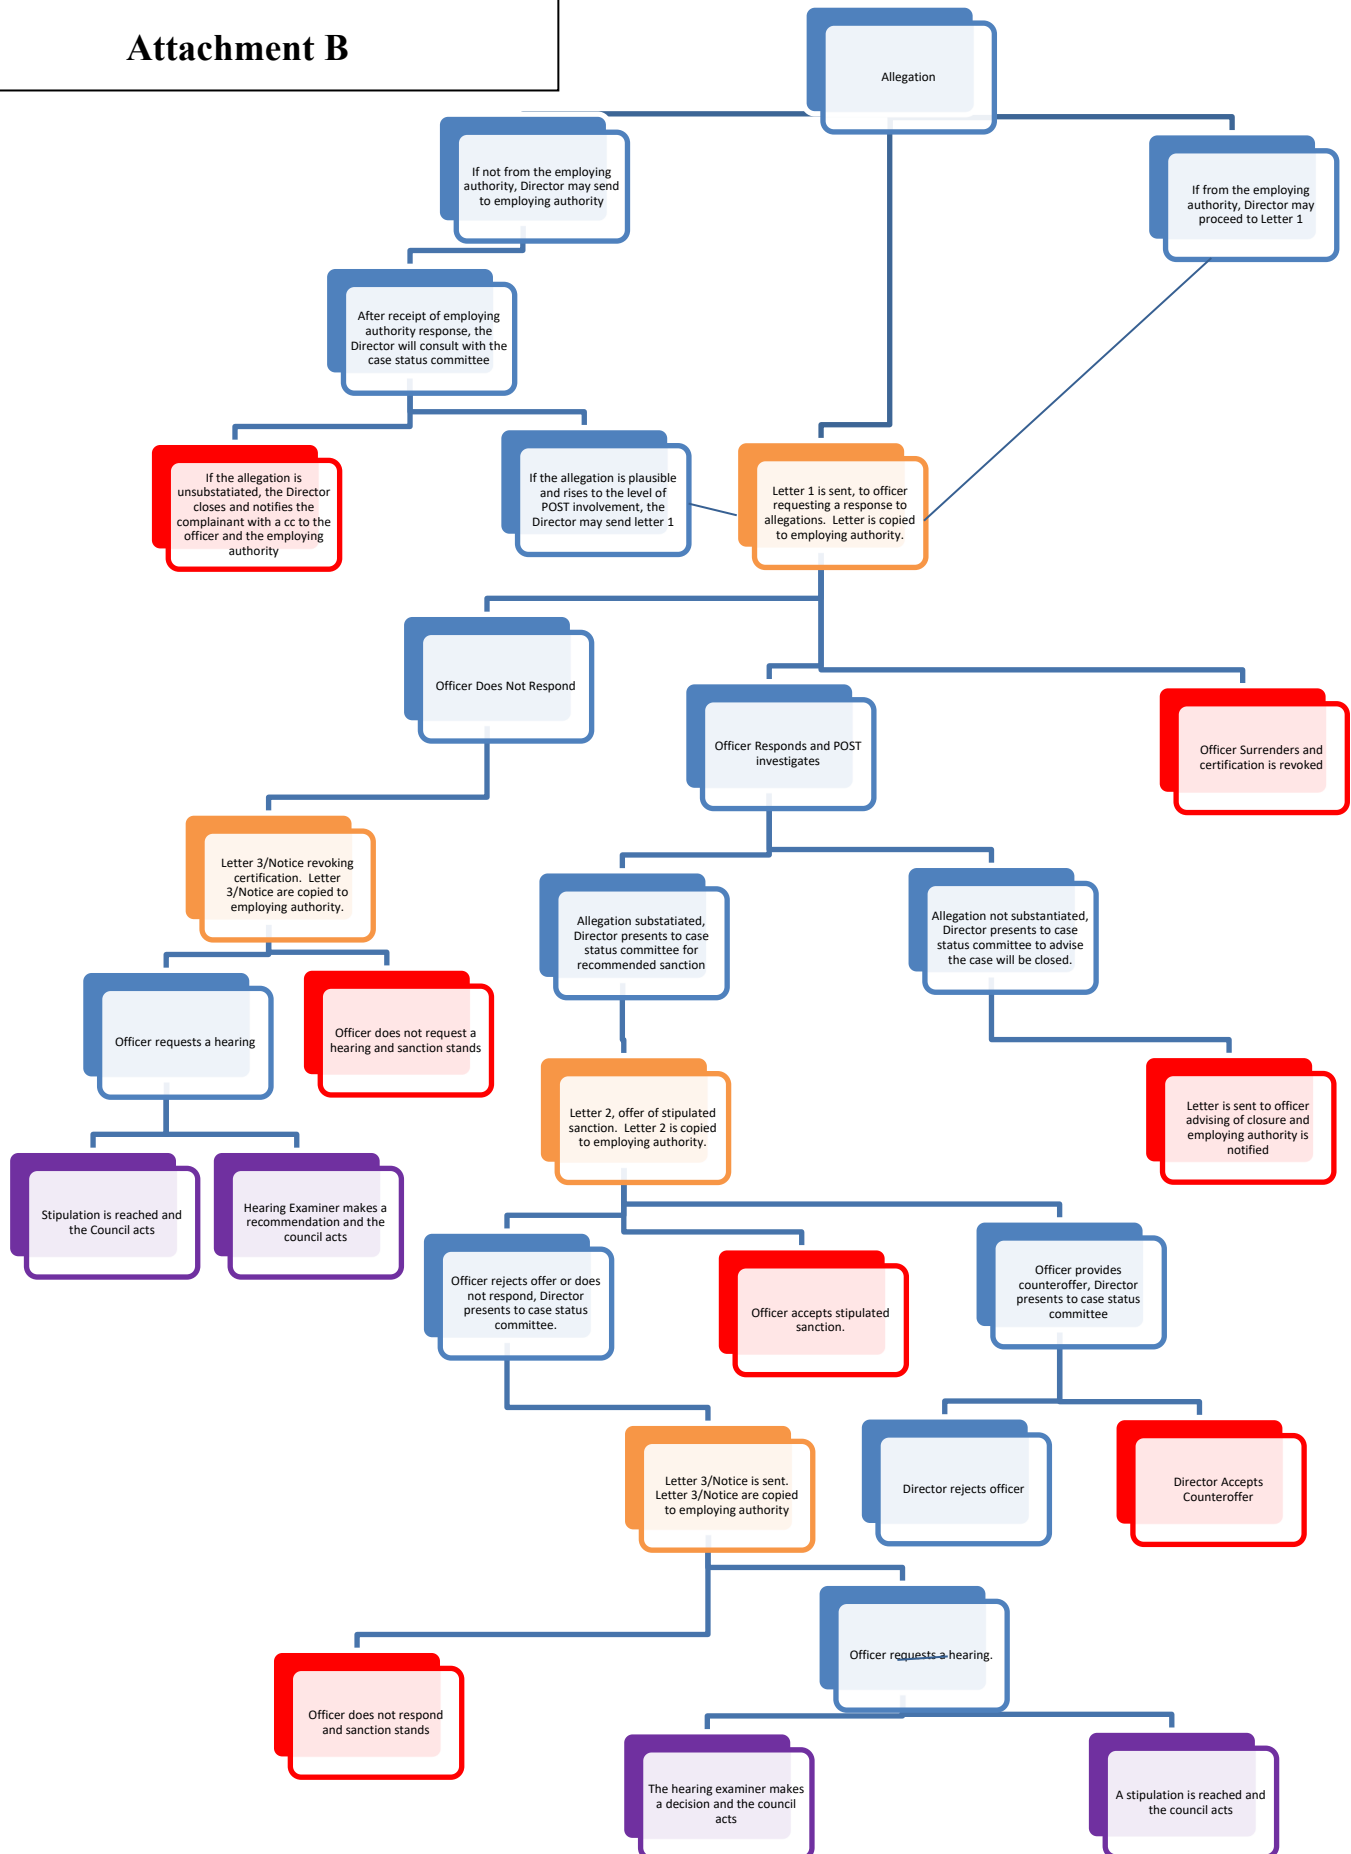 Attachment B
Allegation
If not from the employing
authority, Director may send
to employing authority
If from the employing
authority, Director may
proceed to Letter 1
After receipt of employing
authority response, the
Director will consult with the
case status committee
If the allegation is
unsubstatiated, the Director
closes and notifies the
complainant with a cc to the
officer and the employing
authority
If the allegation is plausible
and rises to the level of
POST involvement, the
Director may send letter 1
Letter 1 is sent, to officer
requesting a response to
allegations.  Letter is copied
to employing authority.
Officer Does Not Respond
Officer Responds and POST
investigates
Officer Surrenders and
certification is revoked
Letter 3/Notice revoking
certification.  Letter
3/Notice are copied to
employing authority.
Allegation substatiated,
Director presents to case
status committee for
recommended sanction
Allegation not substantiated,
Director presents to case
status committee to advise
the case will be closed.
Officer requests a hearing
Officer does not request a
hearing and sanction stands
Letter 2, offer of stipulated
sanction.  Letter 2 is copied
to employing authority.
Letter is sent to officer
advising of closure and
employing authority is
notified
Stipulation is reached and
the Council acts
Hearing Examiner makes a
recommendation and the
council acts
Officer rejects offer or does
not respond, Director
presents to case status
committee.
Officer accepts stipulated
sanction.
Officer provides
counteroffer, Director
presents to case status
committee
Letter 3/Notice is sent.
Letter 3/Notice are copied
to employing authority
Director rejects officer
Director Accepts
Counteroffer
Officer requests a hearing.
Officer does not respond
and sanction stands
The hearing examiner makes
a decision and the council
acts
A stipulation is reached and
the council acts